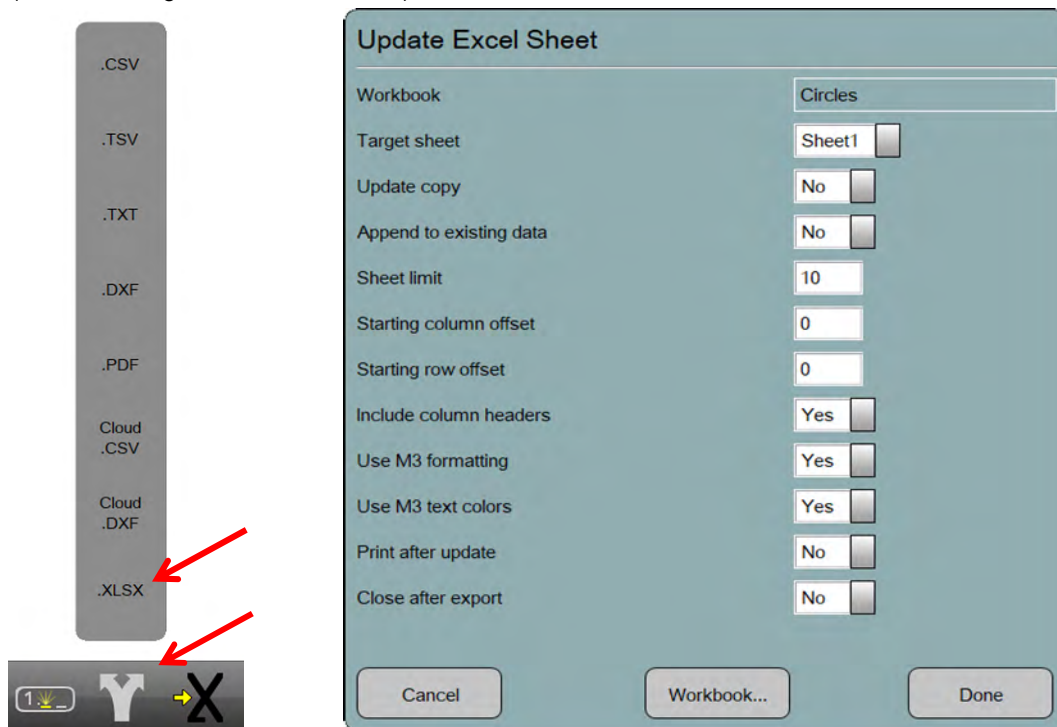 .CSV
.TSV
.TXT
.DXF
.PDF
Cloud
.CSV
Cloud
.DXF
.XLSX
1. _
Update Excel Sheet
Workbook Circles
Target sheet Sheet1
Update copy No
Append to existing data No
Sheet limit 10
Starting column offset 0
Starting row offset 0
Include column headers Yes
Use M3 formatting Yes
Use M3 text colors Yes
Print after update No
Close after export No
Cancel Workbook... Done